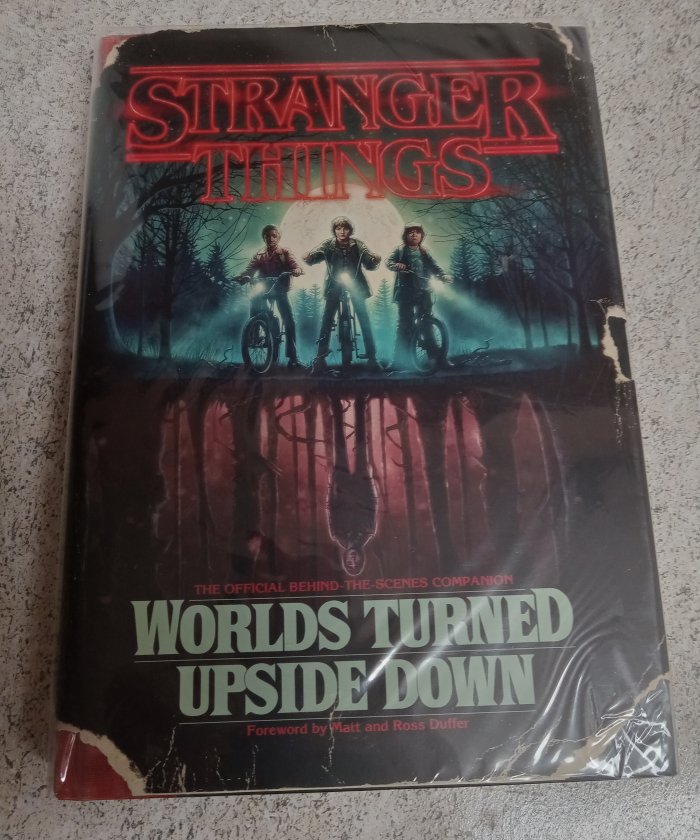 STRANGER
THINGS
THE OFFICIAL BEHIND-THE-SCENES COMPANION
WORLDS TURNED
UPSIDE DOWN
Foreword by Matt and Ross Duffer